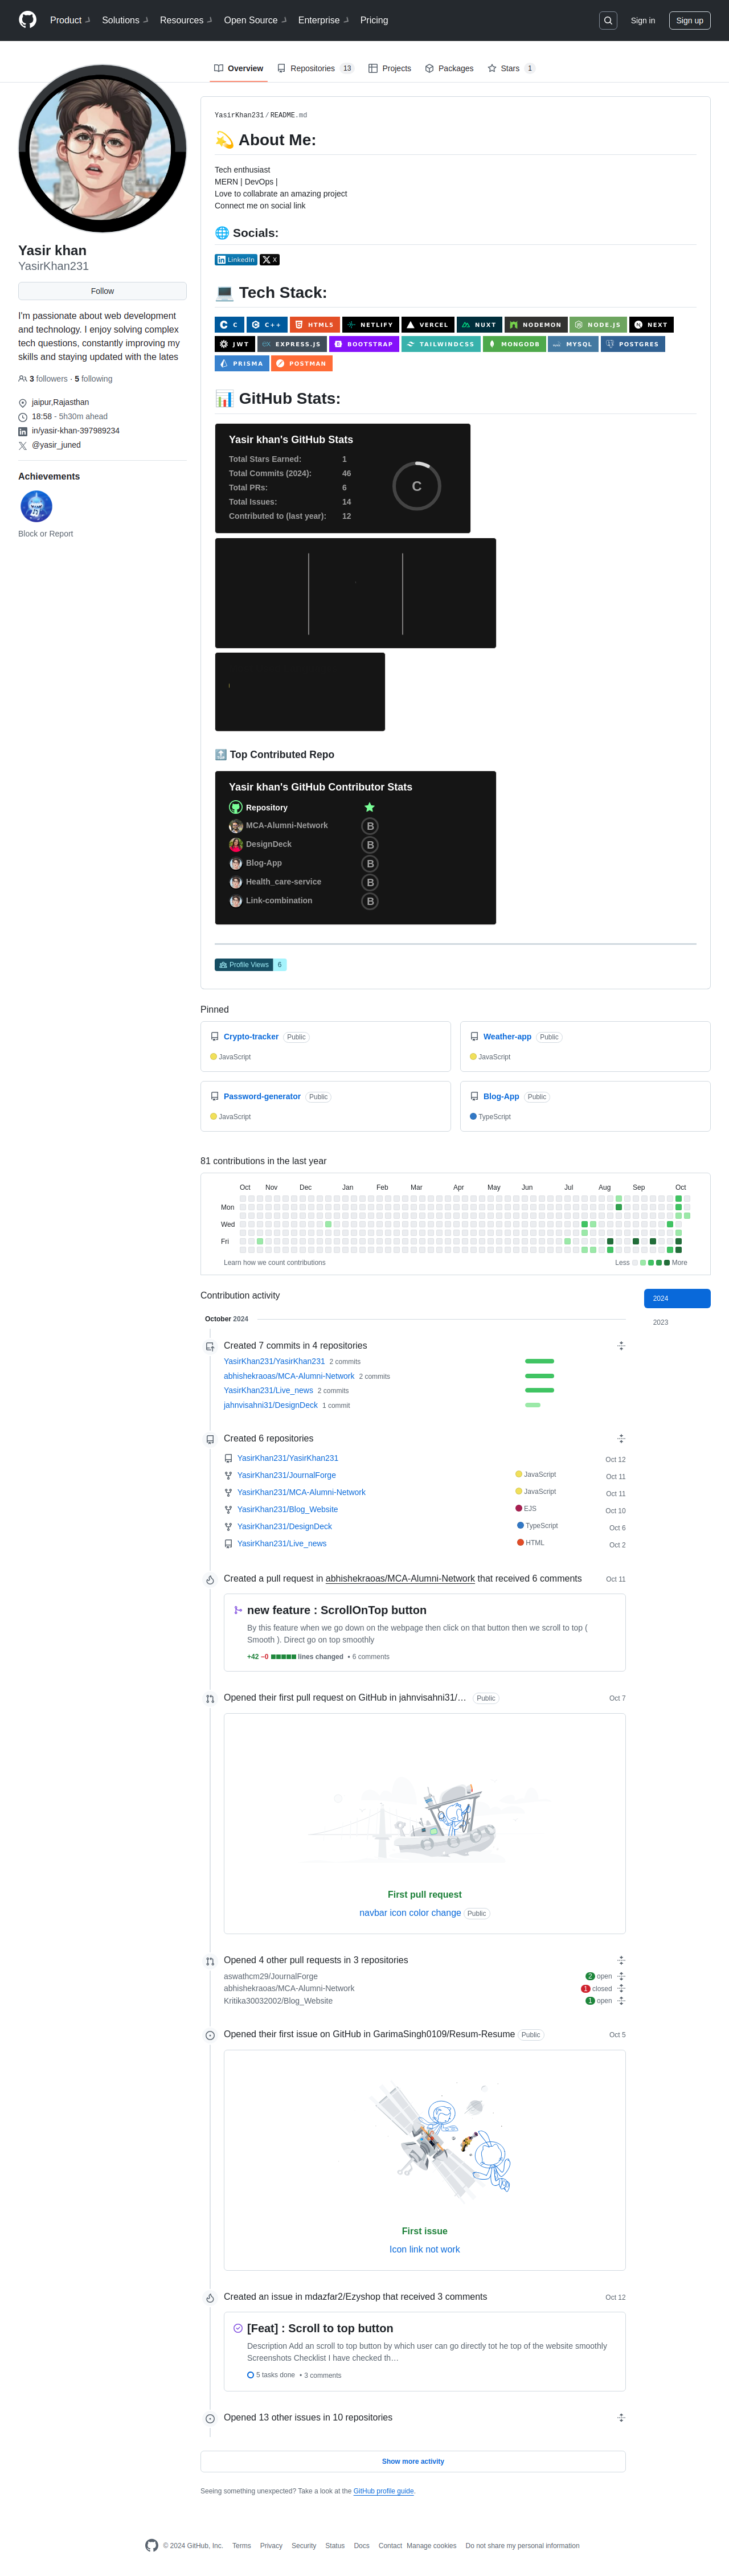 Product Solutions Resources Open Source Enterprise Pricing Sign in Sign up
Overview Repositories 13 Projects Packages Stars 1
Yasir khan
YasirKhan231
Follow
I'm passionate about web development
and technology. I enjoy solving complex
tech questions, constantly improving my
skills and staying updated with the lates
3 followers · 5 following
jaipur,Rajasthan
18:58 - 5h30m ahead
in/yasir-khan-397989234
@yasir_juned
Achievements
Block or Report
YasirKhan231/README.md
💫 About Me:
Tech enthusiast
MERN | DevOps |
Love to collabrate an amazing project
Connect me on social link
🌐 Socials:
LinkedIn X
💻 Tech Stack:
C C++ HTML5 NETLIFY VERCEL NUXT NODEMON NODE.JS NEXT
JWT EXPRESS.JS BOOTSTRAP TAILWINDCSS MONGODB MYSQL POSTGRES
PRISMA POSTMAN
📊 GitHub Stats:
Yasir khan's GitHub Stats
Total Stars Earned: 1
Total Commits (2024): 46
Total PRs: 6
Total Issues: 14
Contributed to (last year): 12
C
🔝 Top Contributed Repo
Yasir khan's GitHub Contributor Stats
Repository
MCA-Alumni-Network B
DesignDeck B
Blog-App B
Health_care-service B
Link-combination B
Profile Views 6
Pinned
Crypto-tracker Public
JavaScript
Weather-app Public
JavaScript
Password-generator Public
JavaScript
Blog-App Public
TypeScript
81 contributions in the last year
Oct Nov Dec Jan Feb Mar Apr May Jun Jul Aug Sep Oct
Mon
Wed
Fri
Learn how we count contributions Less More
Contribution activity
2024
2023
October 2024
Created 7 commits in 4 repositories
YasirKhan231/YasirKhan231 2 commits
abhishekraoas/MCA-Alumni-Network 2 commits
YasirKhan231/Live_news 2 commits
jahnvisahni31/DesignDeck 1 commit
Created 6 repositories
YasirKhan231/YasirKhan231 Oct 12
YasirKhan231/JournalForge JavaScript Oct 11
YasirKhan231/MCA-Alumni-Network JavaScript Oct 11
YasirKhan231/Blog_Website EJS Oct 10
YasirKhan231/DesignDeck TypeScript Oct 6
YasirKhan231/Live_news HTML Oct 2
Created a pull request in abhishekraoas/MCA-Alumni-Network that received 6 comments Oct 11
new feature : ScrollOnTop button
By this feature when we go down on the webpage then click on that button then we scroll to top (
Smooth ). Direct go on top smoothly
+42 −0 lines changed • 6 comments
Opened their first pull request on GitHub in jahnvisahni31/… Public Oct 7
First pull request
navbar icon color change Public
Opened 4 other pull requests in 3 repositories
aswathcm29/JournalForge 2 open
abhishekraoas/MCA-Alumni-Network 1 closed
Kritika30032002/Blog_Website 1 open
Opened their first issue on GitHub in GarimaSingh0109/Resum-Resume Public Oct 5
First issue
Icon link not work
Created an issue in mdazfar2/Ezyshop that received 3 comments Oct 12
[Feat] : Scroll to top button
Description Add an scroll to top button by which user can go directly tot he top of the website smoothly
Screenshots Checklist I have checked th…
5 tasks done • 3 comments
Opened 13 other issues in 10 repositories
Show more activity
Seeing something unexpected? Take a look at the GitHub profile guide.
© 2024 GitHub, Inc. Terms Privacy Security Status Docs Contact Manage cookies Do not share my personal information